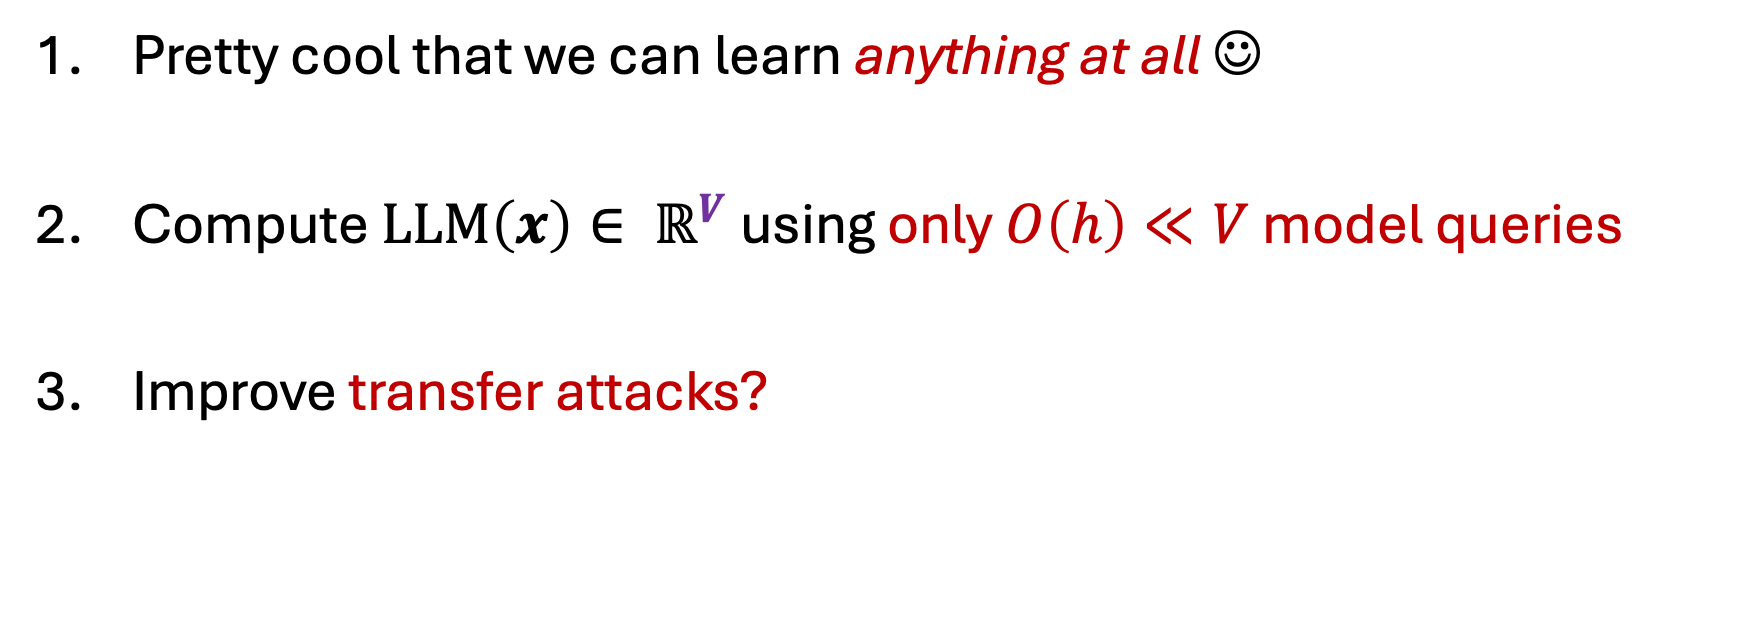 1. Pretty cool that we can learn anything at all ☺
2. Compute LLM(𝒙) ∈ ℝ^V using only O(h) ≪ V model queries
3. Improve transfer attacks?